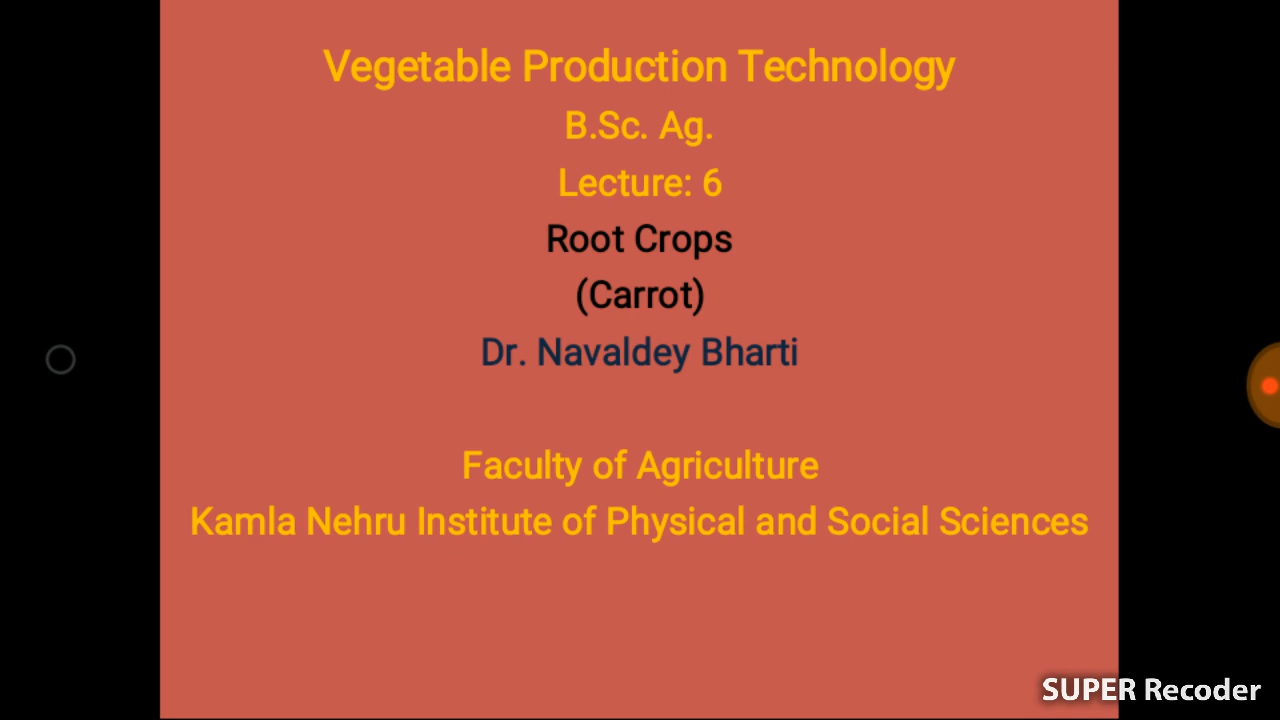 Vegetable Production Technology
B.Sc. Ag.
Lecture: 6
Root Crops
(Carrot)
Dr. Navaldey Bharti
Faculty of Agriculture
Kamla Nehru Institute of Physical and Social Sciences
SUPER Recoder